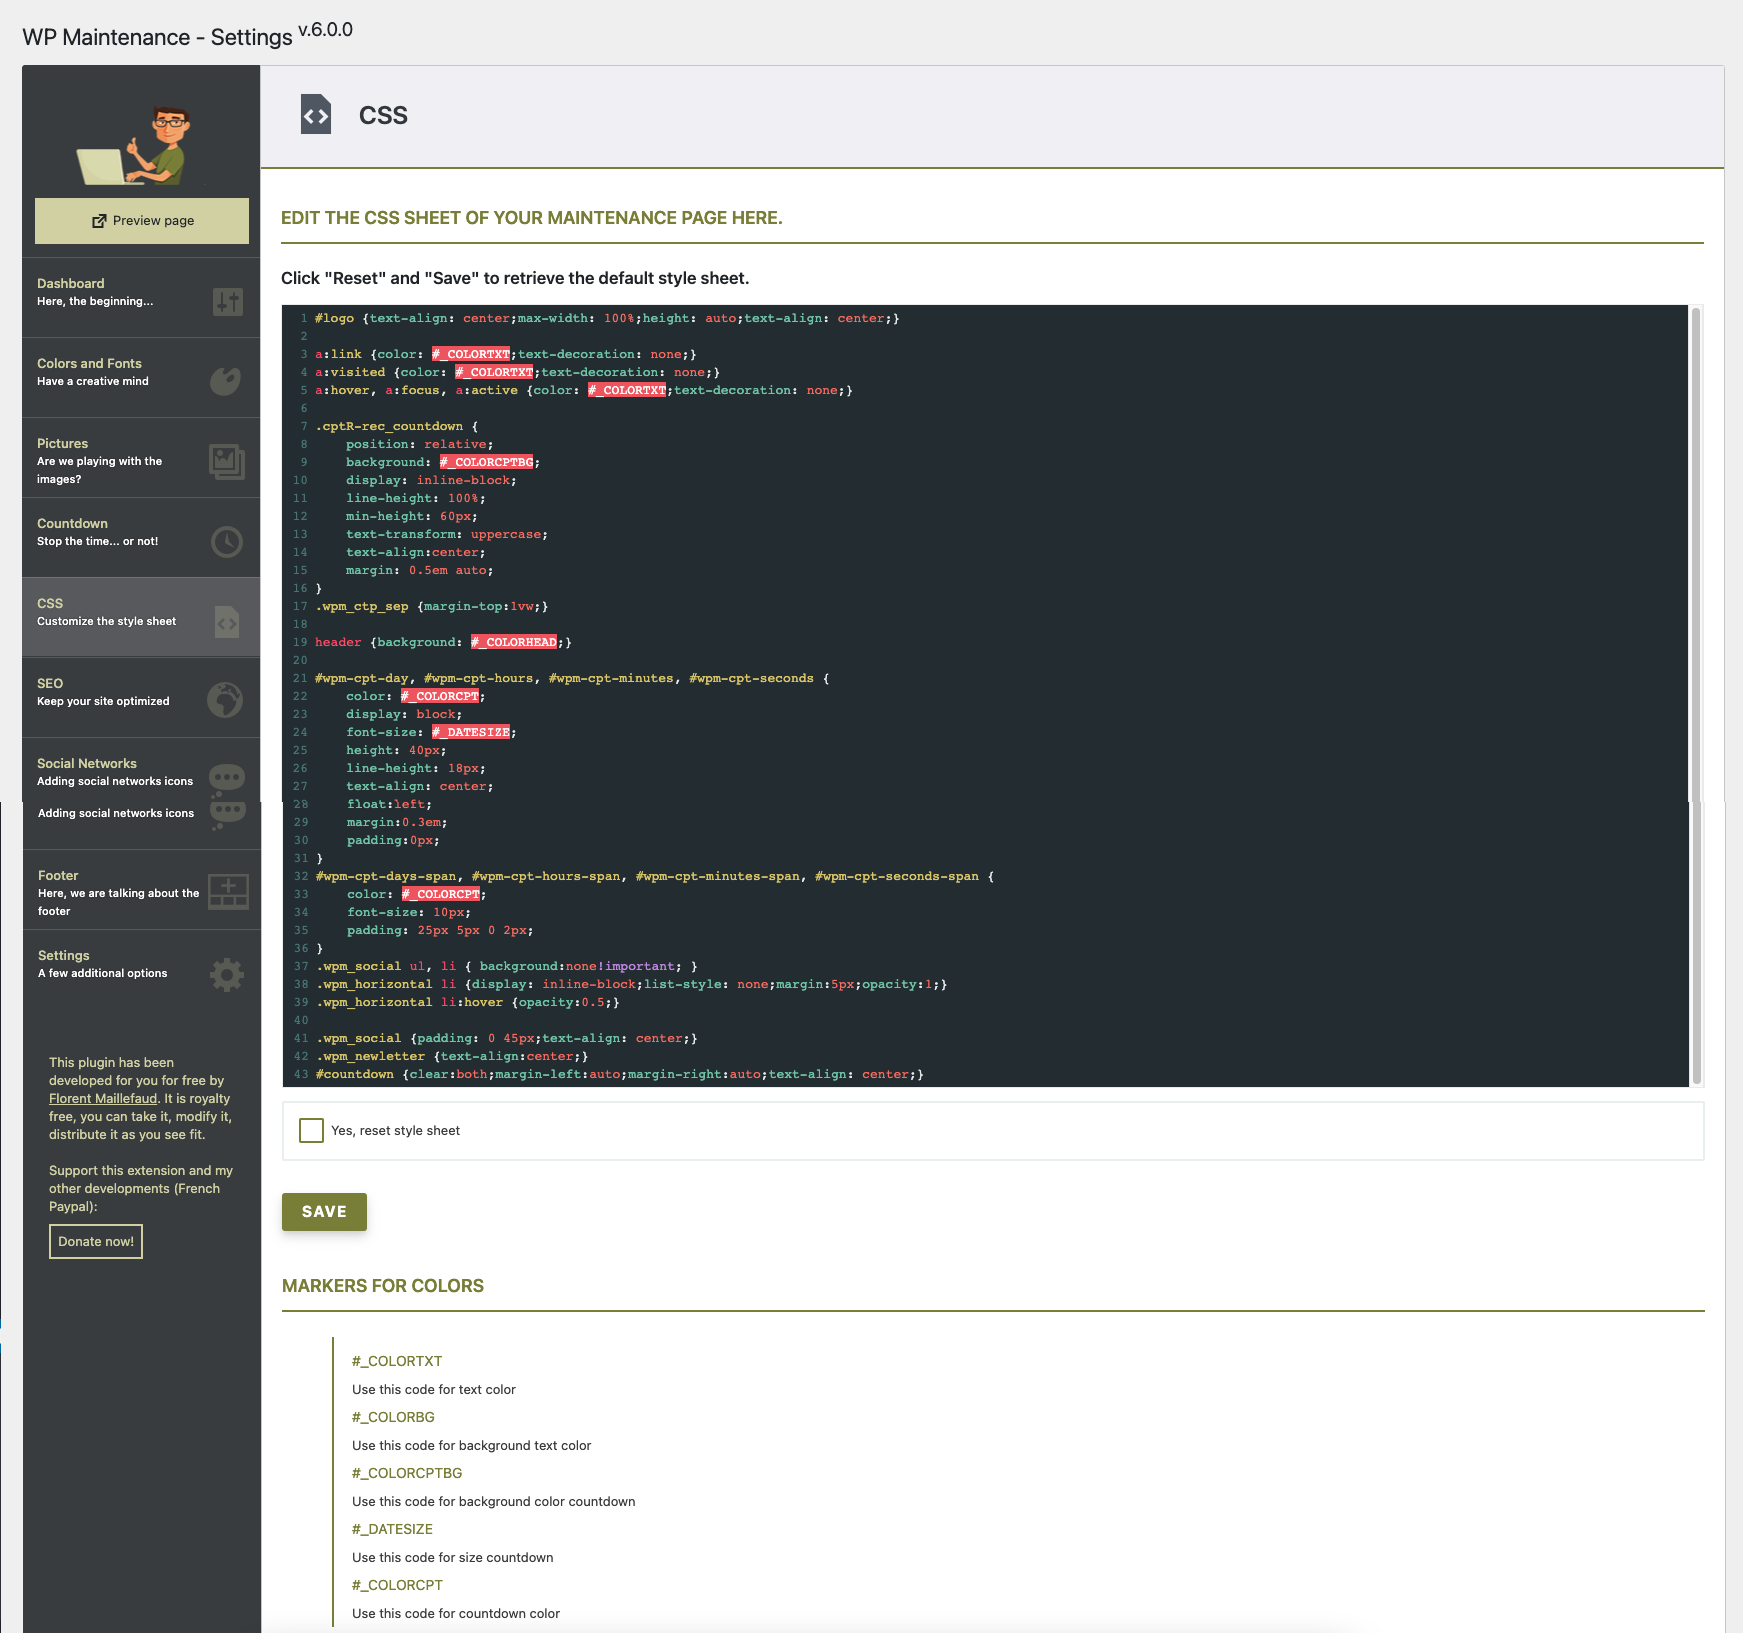 WP Maintenance - Settings v.6.0.0
Preview page
Dashboard
Here, the beginning...
Colors and Fonts
Have a creative mind
Pictures
Are we playing with the
images?
Countdown
Stop the time... or not!
CSS
Customize the style sheet
SEO
Keep your site optimized
Social Networks
Adding social networks icons
Adding social networks icons
Footer
Here, we are talking about the
footer
Settings
A few additional options
This plugin has been
developed for you for free by
Florent Maillefaud. It is royalty
free, you can take it, modify it,
distribute it as you see fit.
Support this extension and my
other developments (French
Paypal):
Donate now!
CSS
EDIT THE CSS SHEET OF YOUR MAINTENANCE PAGE HERE.
Click "Reset" and "Save" to retrieve the default style sheet.
1 #logo {text-align: center;max-width: 100%;height: auto;text-align: center;}
2
3 a:link {color: #_COLORTXT;text-decoration: none;}
4 a:visited {color: #_COLORTXT;text-decoration: none;}
5 a:hover, a:focus, a:active {color: #_COLORTXT;text-decoration: none;}
6
7 .cptR-rec_countdown {
8 position: relative;
9 background: #_COLORCPTBG;
10 display: inline-block;
11 line-height: 100%;
12 min-height: 60px;
13 text-transform: uppercase;
14 text-align:center;
15 margin: 0.5em auto;
16 }
17 .wpm_ctp_sep {margin-top:1vw;}
18
19 header {background: #_COLORHEAD;}
20
21 #wpm-cpt-day, #wpm-cpt-hours, #wpm-cpt-minutes, #wpm-cpt-seconds {
22 color: #_COLORCPT;
23 display: block;
24 font-size: #_DATESIZE;
25 height: 40px;
26 line-height: 18px;
27 text-align: center;
28 float:left;
29 margin:0.3em;
30 padding:0px;
31 }
32 #wpm-cpt-days-span, #wpm-cpt-hours-span, #wpm-cpt-minutes-span, #wpm-cpt-seconds-span {
33 color: #_COLORCPT;
34 font-size: 10px;
35 padding: 25px 5px 0 2px;
36 }
37 .wpm_social ul, li { background:none!important; }
38 .wpm_horizontal li {display: inline-block;list-style: none;margin:5px;opacity:1;}
39 .wpm_horizontal li:hover {opacity:0.5;}
40
41 .wpm_social {padding: 0 45px;text-align: center;}
42 .wpm_newletter {text-align:center;}
43 #countdown {clear:both;margin-left:auto;margin-right:auto;text-align: center;}
Yes, reset style sheet
SAVE
MARKERS FOR COLORS
#_COLORTXT
Use this code for text color
#_COLORBG
Use this code for background text color
#_COLORCPTBG
Use this code for background color countdown
#_DATESIZE
Use this code for size countdown
#_COLORCPT
Use this code for countdown color